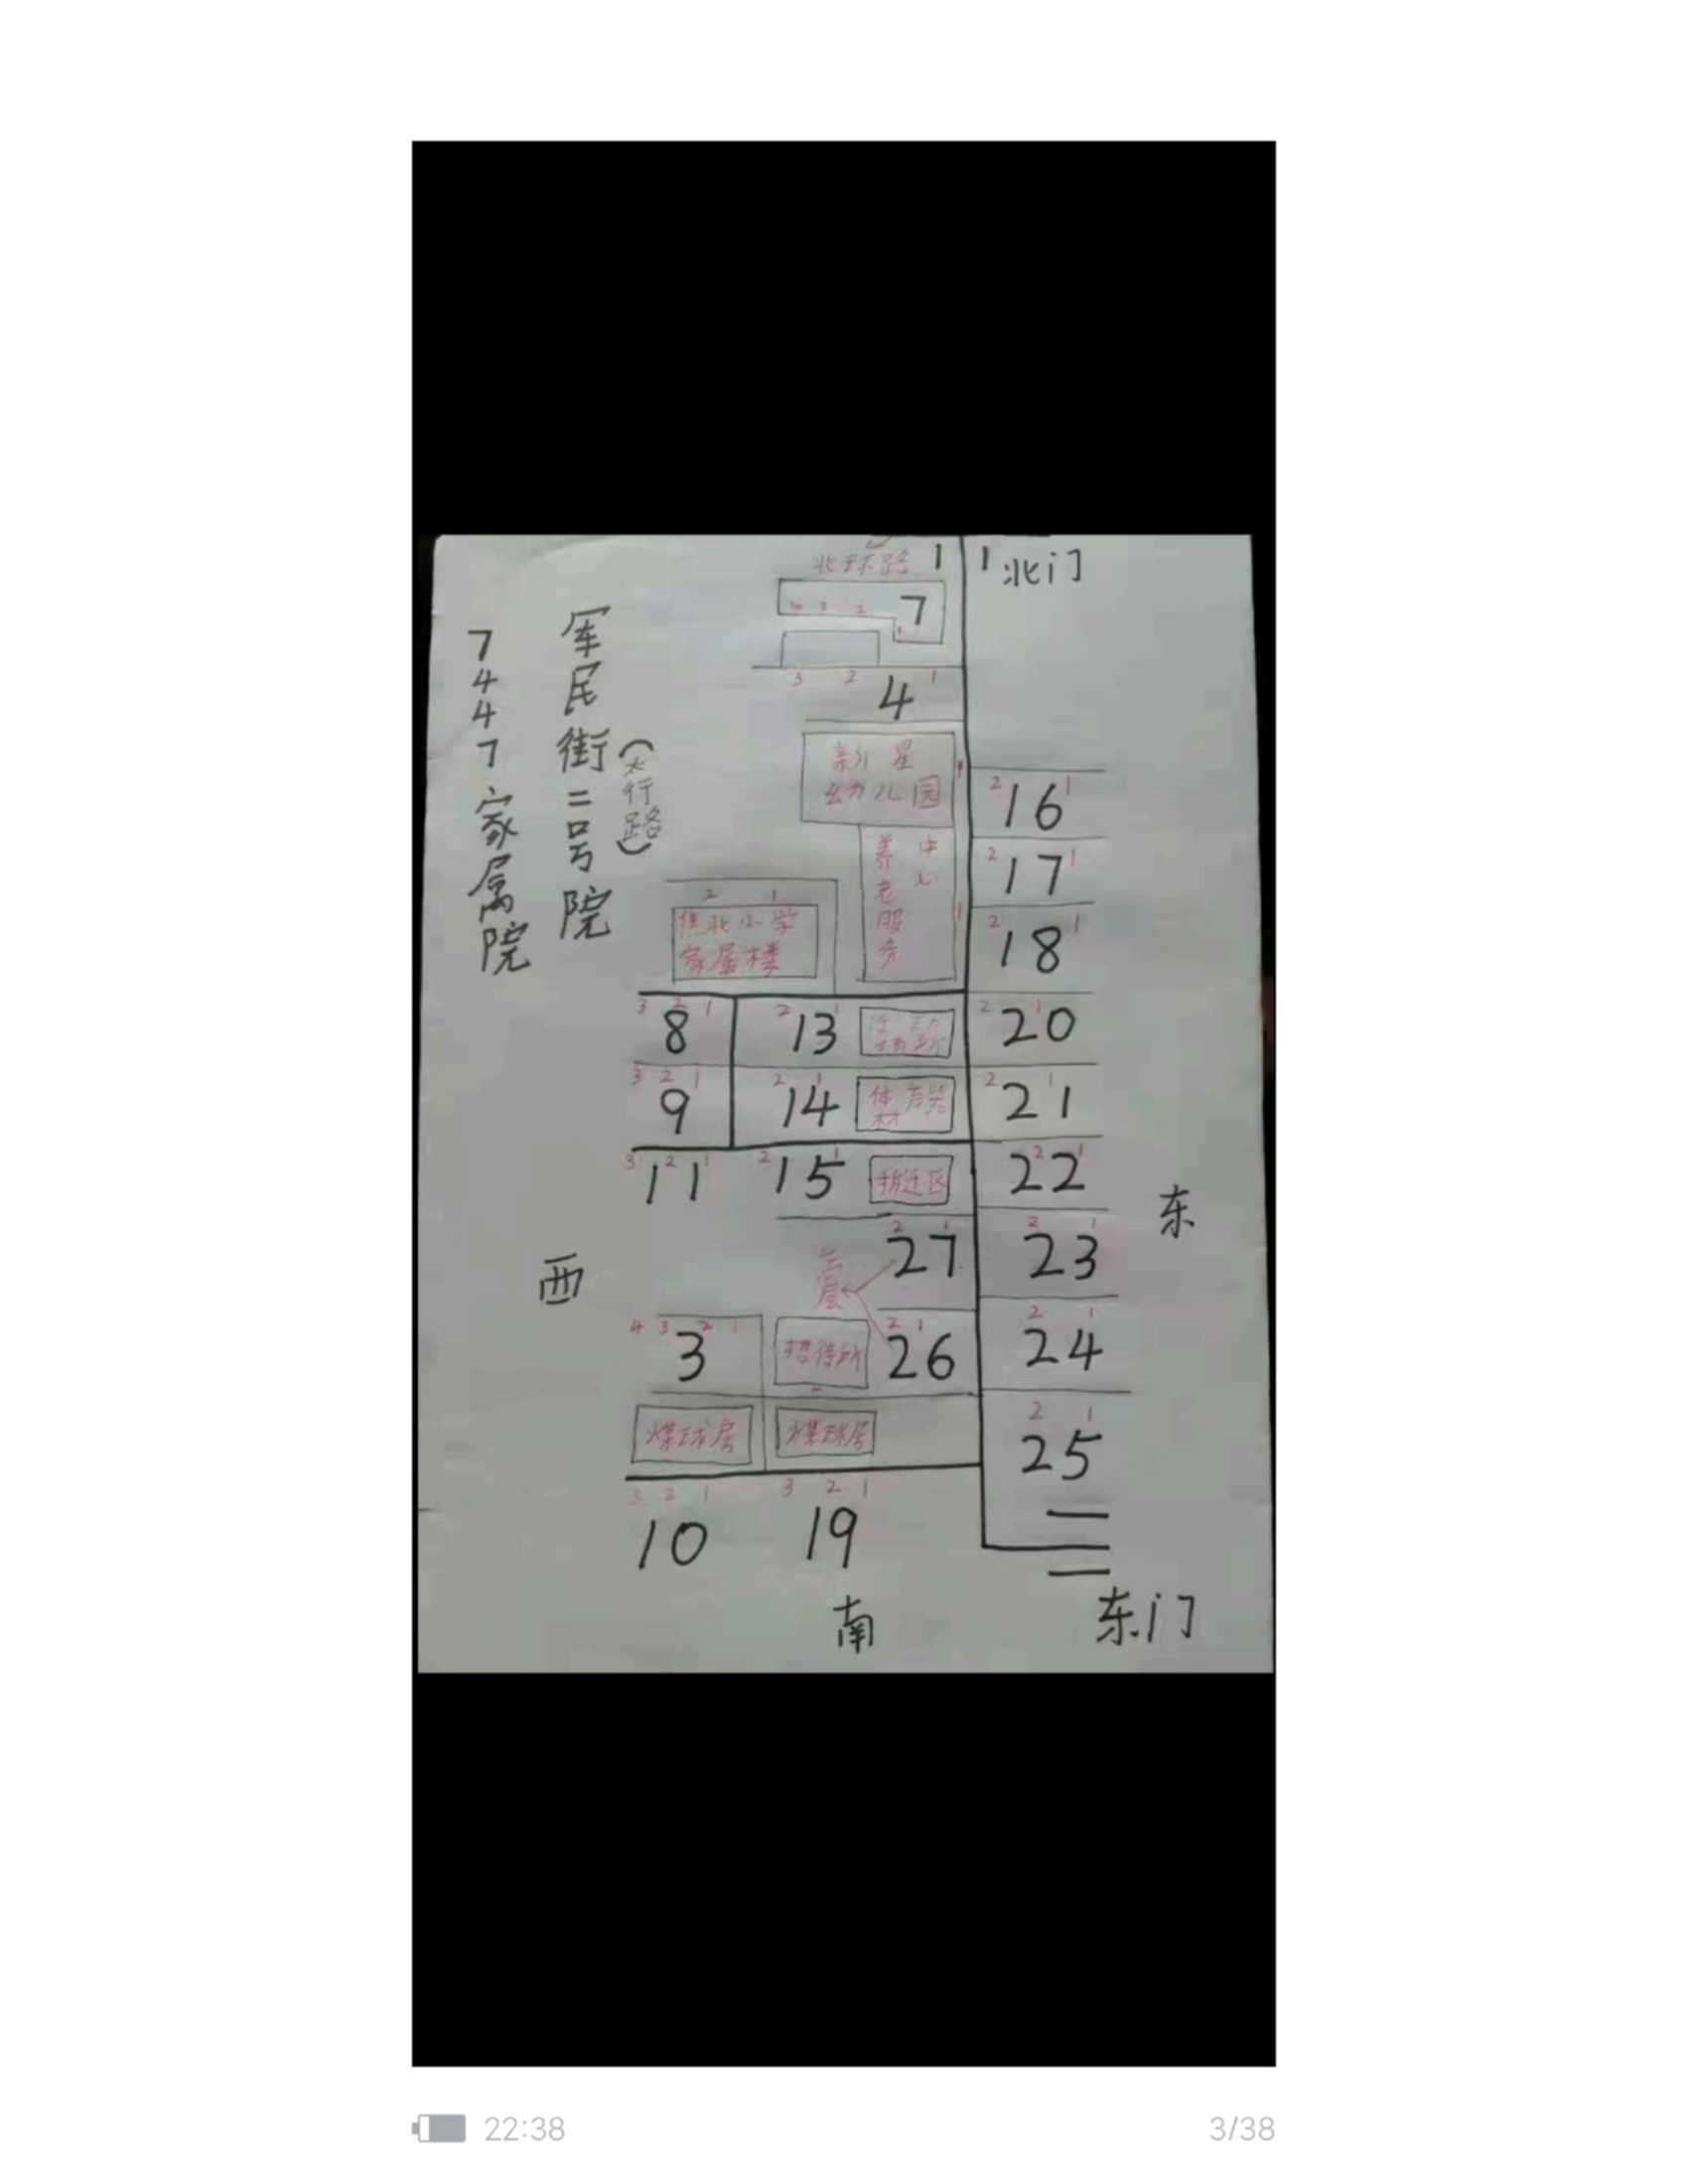 北环路
1 1 北门
7447家属院
军民街二号院
(太行路)
4 3 2 7
1
3 2 1
4
新星
幼儿园
1
养老服务
中心
1
2 16 1
2 17 1
2 18 1
2 1
焦北小学
家属楼
3 2 1
8
2 1
13
活动
场所
2 1
20
3 2 1
9
2 1
14
体育器
材
2 1
21
3 2 1
11
2 1
15
拆迁区
2 1
22
东
2 1
27
2 1
23
西
4 3 2 1
3
招待所
2 1
26
2 1
24
煤球房
煤球房
2 1
25
3 2 1
10
3 2 1
19
南
东门
22:38
3/38